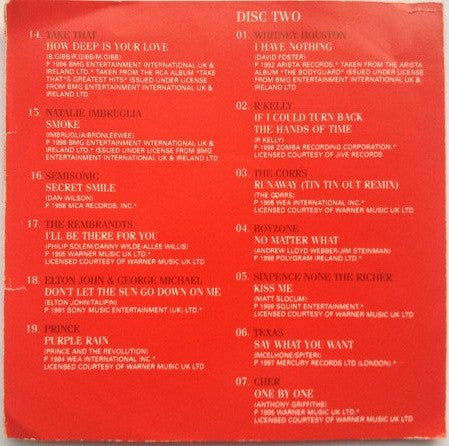 14. TAKE THAT
HOW DEEP IS YOUR LOVE
(B.GIBB/R.GIBB/M.GIBB)
P 1996 BMG ENTERTAINMENT INTERNATIONAL UK &
IRELAND LTD.* TAKEN FROM THE RCA ALBUM "TAKE
THAT'S GREATEST HITS" ISSUED UNDER LICENSE
FROM BMG ENTERTAINMENT INTERNATIONAL UK &
IRELAND LTD
15. NATALIE IMBRUGLIA
SMOKE
(IMBRUGLIA/BRONLEEWEE)
P 1998 BMG ENTERTAINMENT INTERNATIONAL UK &
IRELAND LTD.* ISSUED UNDER LICENSE FROM BMG
ENTERTAINMENT INTERNATIONAL UK & IRELAND LTD
16 SEMISONIC
SECRET SMILE
(DAN WILSON)
P 1998 MCA RECORDS, INC.*
17. THE REMBRANDTS
I'LL BE THERE FOR YOU
(PHILIP SOLEM/DANNY WILDE/ALLEE WILLIS)
P 1995 WARNER MUSIC UK LTD.*
LICENSED COURTESY OF WARNER MUSIC UK LTD
18. ELTON JOHN & GEORGE MICHAEL
DON'T LET THE SUN GO DOWN ON ME
(ELTON JOHN/TAUPIN)
P 1991 SONY MUSIC ENTERTAINMENT (UK) LTD.*
19. PRINCE
PURPLE RAIN
(PRINCE AND THE REVOLUTION)
P 1984 WEA INTERNATIONAL INC.*
LICENSED COURTESY OF WARNER MUSIC UK LTD
DISC TWO
01. WHITNEY HOUSTON
I HAVE NOTHING
(DAVID FOSTER)
P 1992 ARISTA RECORDS.* TAKEN FROM THE ARISTA
ALBUM "THE BODYGUARD" ISSUED UNDER LICENSE
FROM BMG ENTERTAINMENT INTERNATIONAL UK &
IRELAND LTD
02. R KELLY
IF I COULD TURN BACK
THE HANDS OF TIME
(R KELLY)
P 1998 ZOMBA RECORDING CORPORATION.*
LICENSED COURTESY OF JIVE RECORDS
03. THE CORRS
RUNAWAY (TIN TIN OUT REMIX)
(THE CORRS)
P 1995 WEA INTERNATIONAL INC.*
LICENSED COURTESY OF WARNER MUSIC UK LTD
04. BOYZONE
NO MATTER WHAT
(ANDREW LLOYD WEBBER/JIM STEINMAN)
P 1998 POLYGRAM IRELAND LTD.*
05. SIXPENCE NONE THE RICHER
KISS ME
(MATT SLOCUM)
P 1999 SQUINT ENTERTAINMENT.*
LICENSED COURTESY OF WARNER MUSIC UK LTD
06. TEXAS
SAY WHAT YOU WANT
(MCELHONE/SPITERI)
P 1997 MERCURY RECORDS LTD (LONDON).*
07. CHER
ONE BY ONE
(ANTHONY GRIFFITHS)
P 1995 WARNER MUSIC UK LTD.*
LICENSED COURTESY OF WARNER MUSIC UK LTD